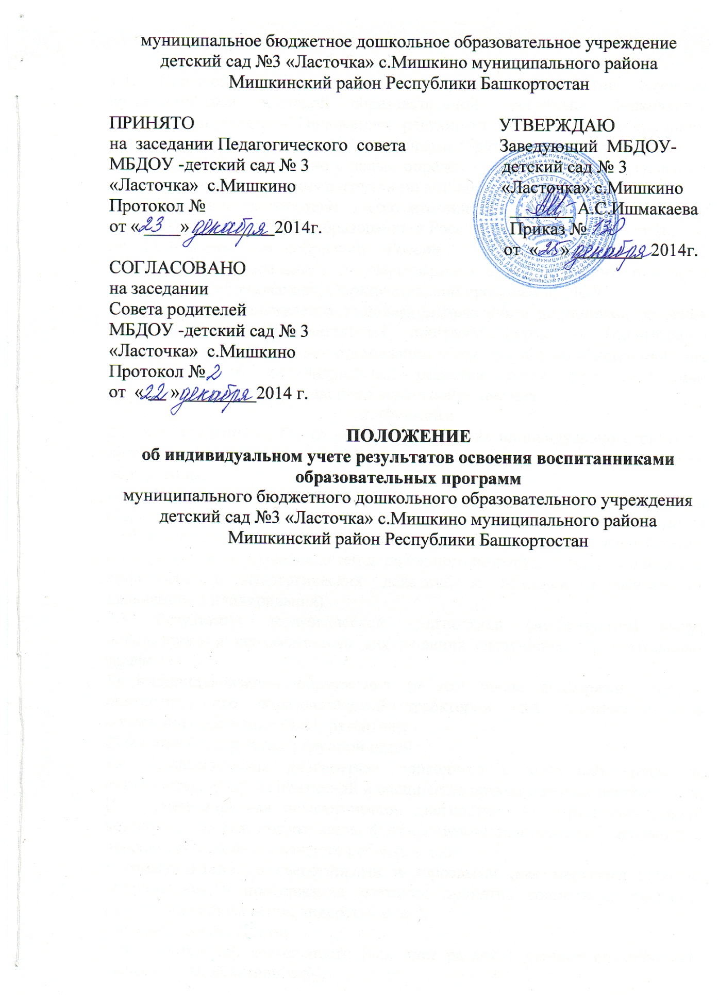 муниципальное бюджетное дошкольное образовательное учреждение
детский сад №3 «Ласточка» с.Мишкино муниципального района
Мишкинский район Республики Башкортостан
ПРИНЯТО
на заседании Педагогического совета
МБДОУ -детский сад № 3
«Ласточка» с.Мишкино
Протокол №
от «23» декабря 2014г.
УТВЕРЖДАЮ
Заведующий МБДОУ-
детский сад № 3
«Ласточка» с.Мишкино
А.С.Ишмакаева
Приказ №
от «25» декабря 2014г.
СОГЛАСОВАНО
на заседании
Совета родителей
МБДОУ -детский сад № 3
«Ласточка» с.Мишкино
Протокол № 2
от «22» декабря 2014 г.
ПОЛОЖЕНИЕ
об индивидуальном учете результатов освоения воспитанниками
образовательных программ
муниципального бюджетного дошкольного образовательного учреждения
детский сад №3 «Ласточка» с.Мишкино муниципального района
Мишкинский район Республики Башкортостан